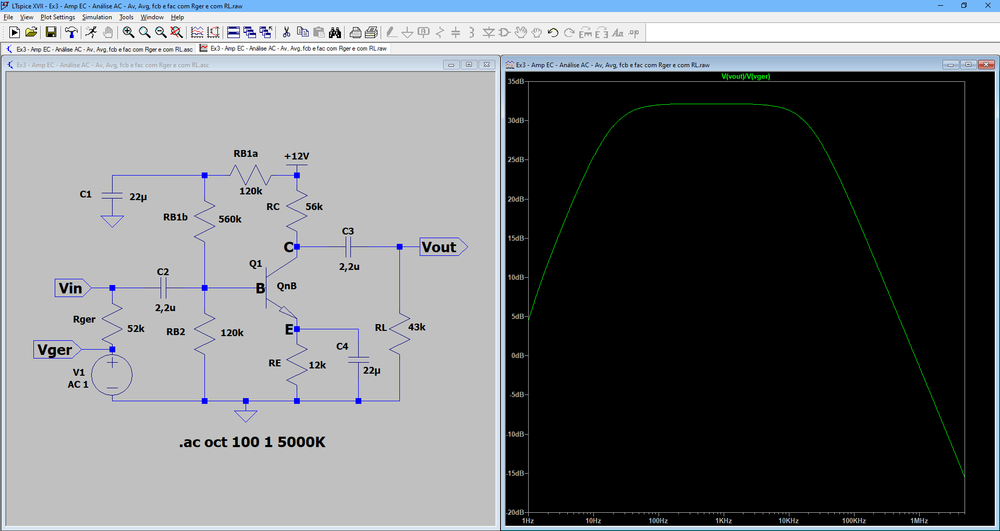 LTspice XVII - Ex3 - Amp EC - Análise AC - Av, Avg, fcb e fac com Rger e com RL.raw
File View Plot Settings Simulation Tools Window Help
Ex3 - Amp EC - Análise AC - Av, Avg, fcb e fac com Rger e com RL.asc
Ex3 - Amp EC - Análise AC - Av, Avg, fcb e fac com Rger e com RL.raw
Ex3 - Amp EC - Análise AC - Av, Avg, fcb e fac com Rger e com RL.asc
RB1a
+12V
120k
C1
22µ
RC
56k
RB1b
560k
C3
C
Vout
2,2u
Q1
C2
Vin
B
QnB
2,2u
Rger
52k
RB2
120k
E
RL
43k
Vger
C4
RE
12k
22µ
V1
AC 1
.ac oct 100 1 5000K
Ex3 - Amp EC - Análise AC - Av, Avg, fcb e fac com Rger e com RL.raw
V(vout)/V(vger)
35dB
30dB
25dB
20dB
15dB
10dB
5dB
0dB
-5dB
-10dB
-15dB
-20dB
1Hz 10Hz 100Hz 1KHz 10KHz 100KHz 1MHz